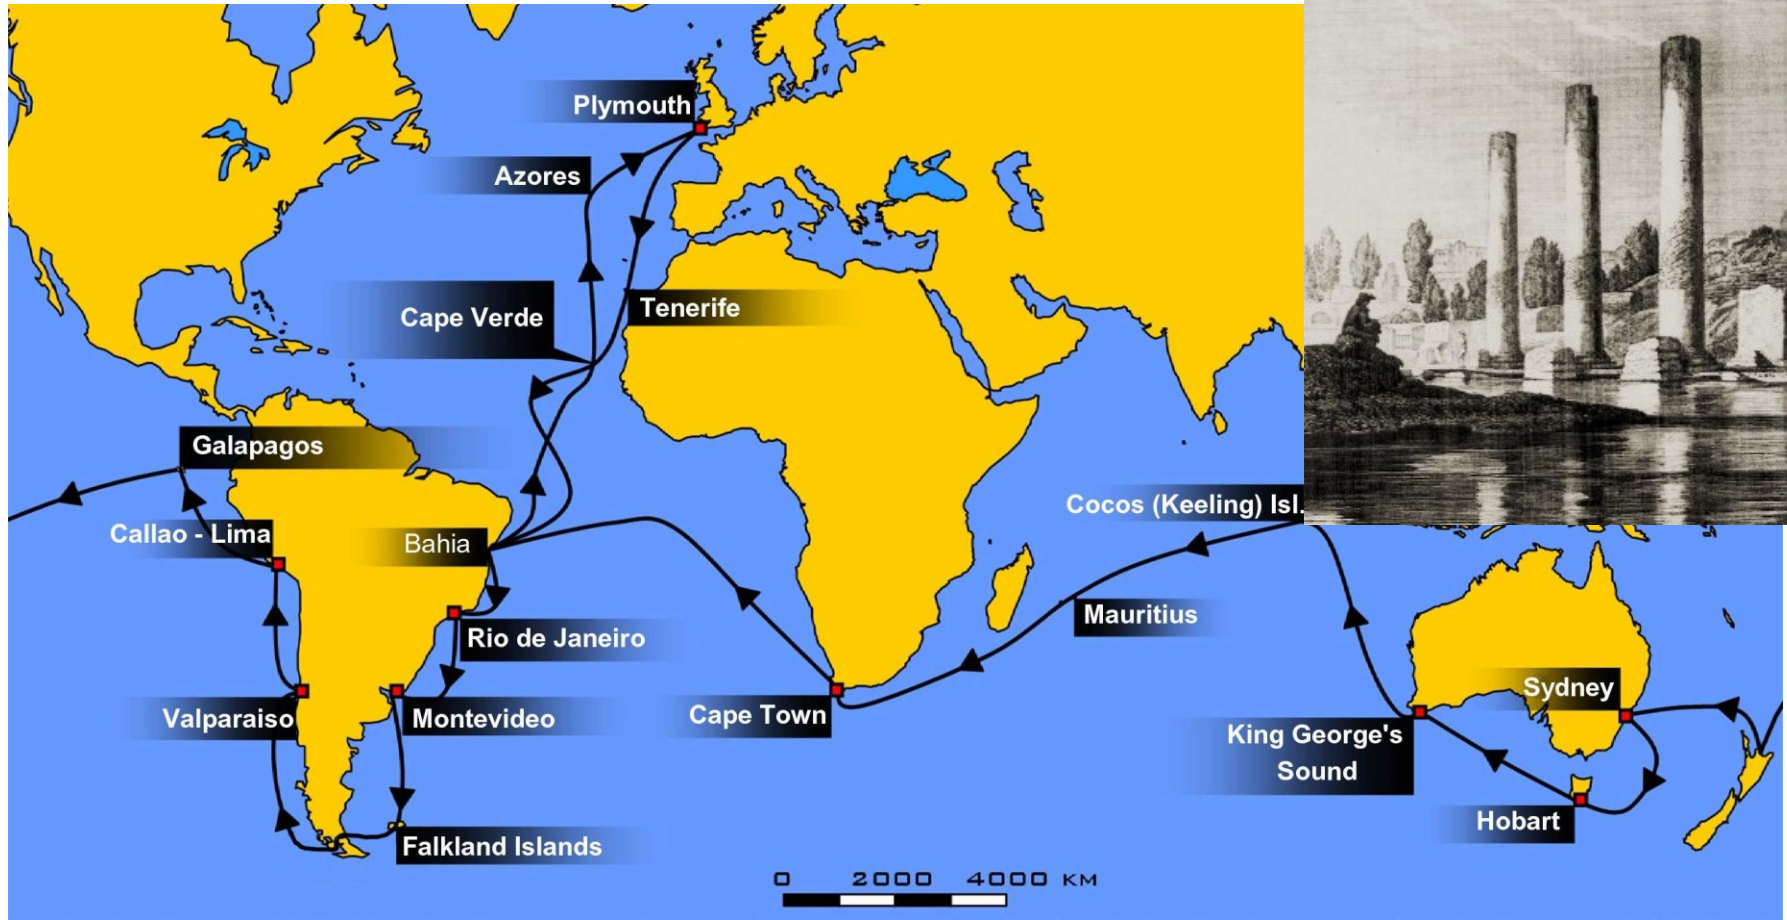 Plymouth
Azores
Cape Verde
Tenerife
Galapagos
Callao - Lima
Bahia
Cocos (Keeling) Isl.
Mauritius
Rio de Janeiro
Valparaiso
Montevideo
Cape Town
Sydney
King George's
Sound
Hobart
Falkland Islands
0 2000 4000 KM